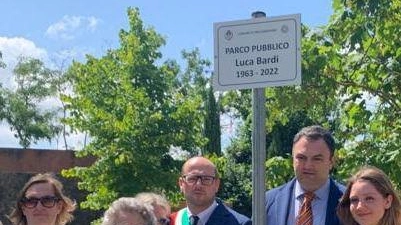 PARCO PUBBLICO
Luca Bardi
1963 - 2022